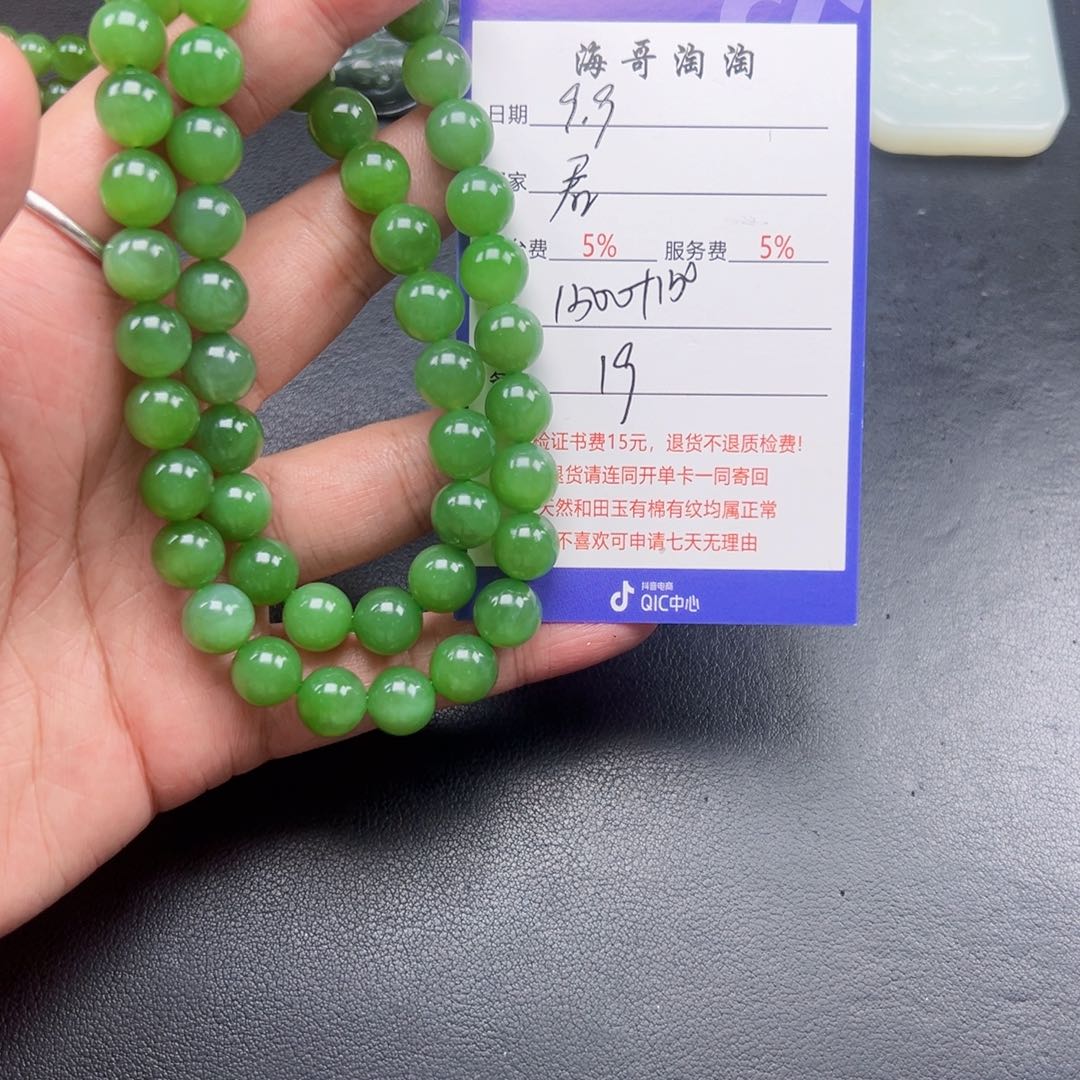 海哥淘淘
日期 9.9
家 君
费 5% 服务费 5%
1500+150
19
验证书费15元，退货不退质检费!
退货请连同开单卡一同寄回
天然和田玉有棉有纹均属正常
不喜欢可申请七天无理由
抖音电商
QIC中心